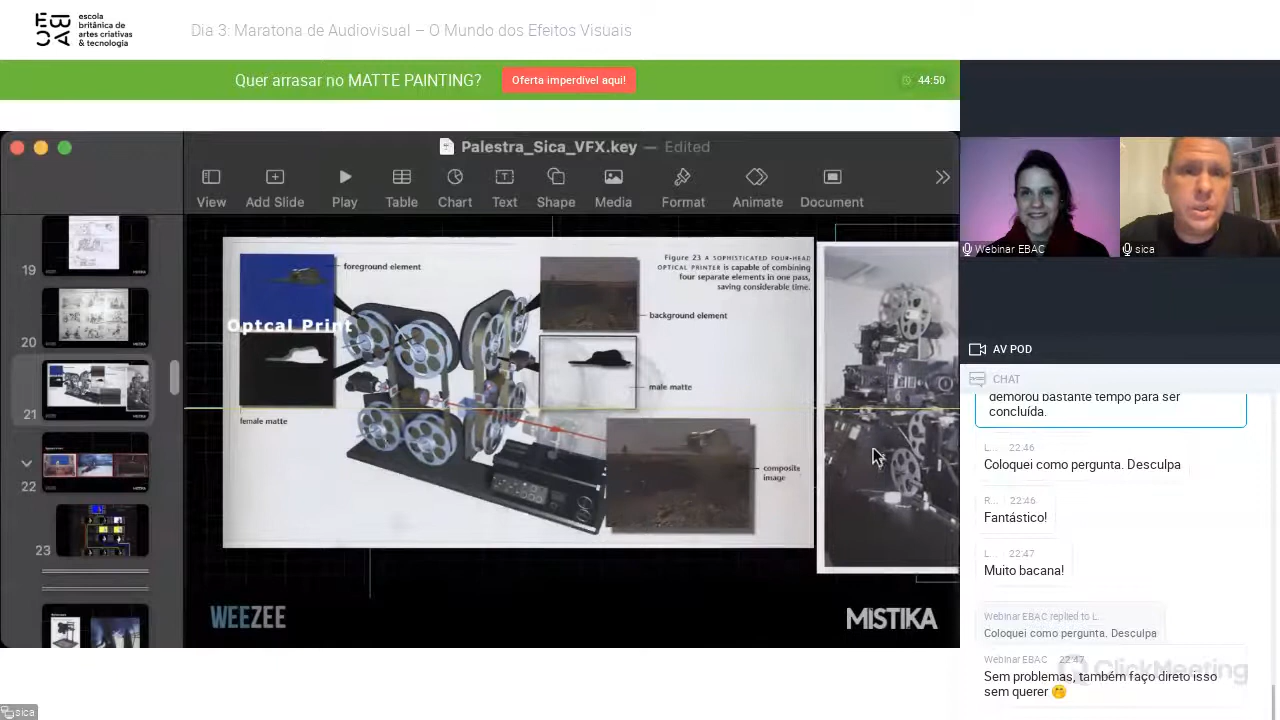 escola
britânica de
artes criativas
& tecnologia
Dia 3: Maratona de Audiovisual – O Mundo dos Efeitos Visuais
Quer arrasar no MATTE PAINTING?
Oferta imperdível aqui!
44:50
Palestra_Sica_VFX.key — Edited
View
Add Slide
Play
Table
Chart
Text
Shape
Media
Format
Animate
Document
19
20
21
22
23
Figure 23 A SOPHISTICATED FOUR-HEAD
OPTICAL PRINTER is capable of combining
four separate elements in one pass,
saving considerable time.
foreground element
background element
Optcal Print
male matte
female matte
composite
image
WEEZEE
MISTIKA
Webinar EBAC
sica
AV POD
CHAT
demorou bastante tempo para ser
concluída.
L... 22:46
Coloquei como pergunta. Desculpa
R... 22:46
Fantástico!
L... 22:47
Muito bacana!
Webinar EBAC replied to L.
Coloquei como pergunta. Desculpa
Webinar EBAC 22:47
ClickMeeting
Sem problemas, também faço direto isso
sem querer 🤭
sica